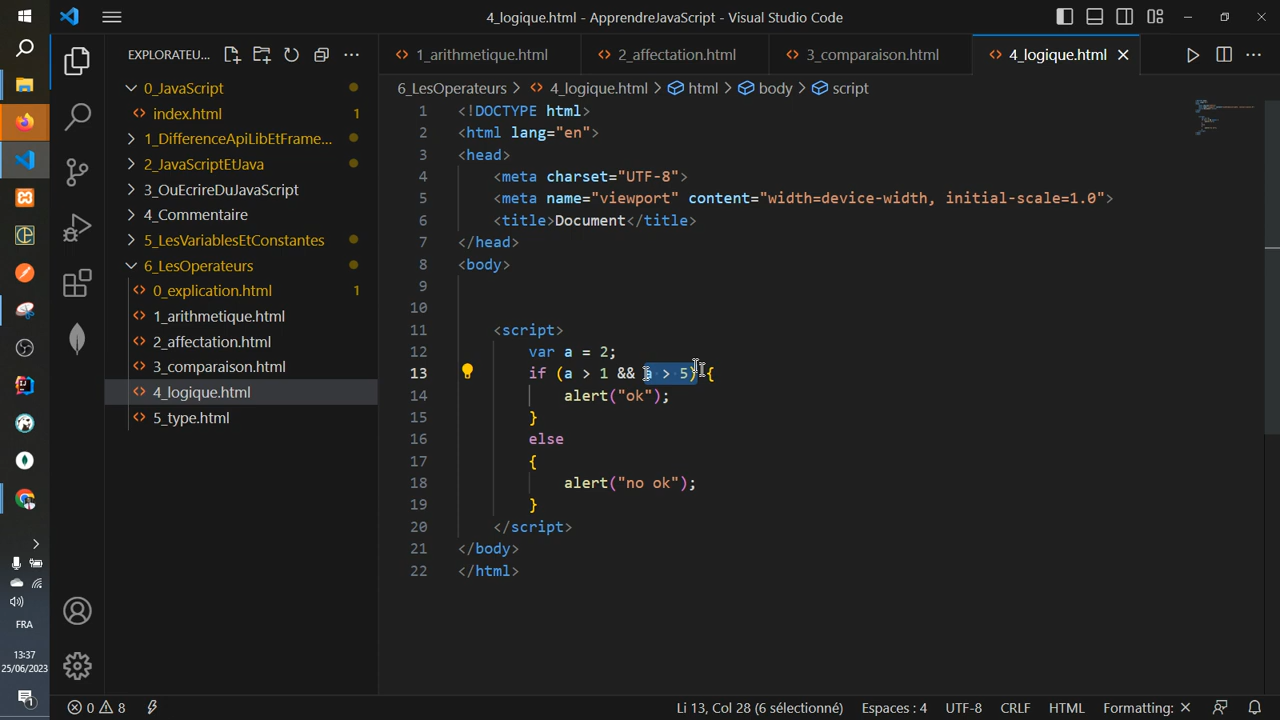 4_logique.html - ApprendreJavaScript - Visual Studio Code
EXPLORATEU...
1_arithmetique.html
2_affectation.html
3_comparaison.html
4_logique.html
6_LesOperateurs > 4_logique.html > html > body > script
0_JavaScript
index.html 1
1_DifferenceApiLibEtFrame...
2_JavaScriptEtJava
3_OuEcrireDuJavaScript
4_Commentaire
5_LesVariablesEtConstantes
6_LesOperateurs
0_explication.html 1
1_arithmetique.html
2_affectation.html
3_comparaison.html
4_logique.html
5_type.html
1 <!DOCTYPE html>
2 <html lang="en">
3 <head>
4 <meta charset="UTF-8">
5 <meta name="viewport" content="width=device-width, initial-scale=1.0">
6 <title>Document</title>
7 </head>
8 <body>
9
10
11 <script>
12 var a = 2;
13 if (a > 1 && a > 5) {
14 alert("ok");
15 }
16 else
17 {
18 alert("no ok");
19 }
20 </script>
21 </body>
22 </html>
FRA
13:37
25/06/2023
1
0 8
Li 13, Col 28 (6 sélectionné)
Espaces : 4
UTF-8
CRLF
HTML
Formatting: ×